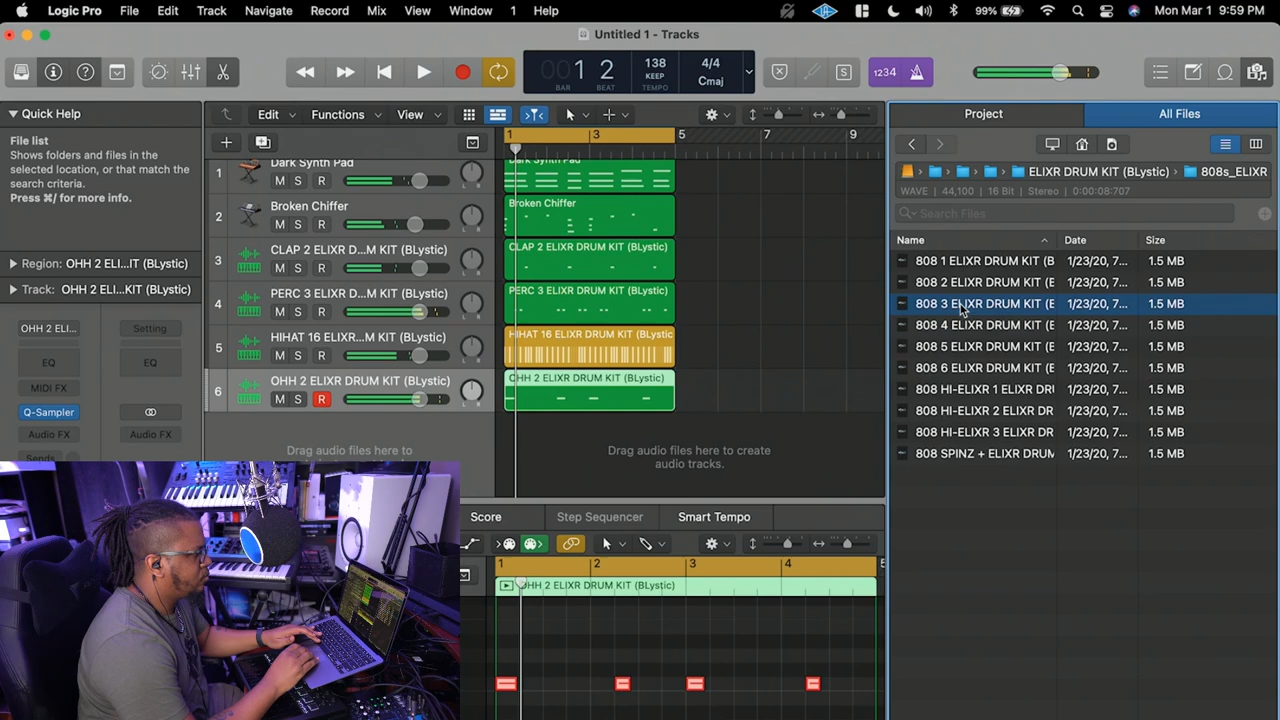 Logic Pro File Edit Track Navigate Record Mix View Window 1 Help 99% Mon Mar 1 9:59 PM
Untitled 1 - Tracks
001 2 138 4/4
KEEP
BAR BEAT TEMPO Cmaj
1234
Quick Help
File list
Shows folders and files in the
selected location, or that match the
search criteria.
Press ⌘/ for more info.
Region: OHH 2 ELI...IT (BLystic)
Track: OHH 2 ELI...KIT (BLystic)
OHH 2 ELI... Setting
EQ EQ
MIDI FX
Q-Sampler
Audio FX Audio FX
Sends
Edit Functions View
1 3 5 7 9
1 Dark Synth Pad
M S R
2 Broken Chiffer
M S R
3 CLAP 2 ELIXR D...M KIT (BLystic)
M S R
4 PERC 3 ELIXR D...M KIT (BLystic)
M S R
5 HIHAT 16 ELIXR...M KIT (BLystic)
M S R
6 OHH 2 ELIXR DRUM KIT (BLystic)
M S R
Dark Synth Pad
Broken Chiffer
CLAP 2 ELIXR DRUM KIT (BLystic)
PERC 3 ELIXR DRUM KIT (BLystic)
HIHAT 16 ELIXR DRUM KIT (BLystic
OHH 2 ELIXR DRUM KIT (BLystic)
Drag audio files here to
Drag audio files here to create
audio tracks.
Score Step Sequencer Smart Tempo
1 2 3 4 5
OHH 2 ELIXR DRUM KIT (BLystic)
Project All Files
ELIXR DRUM KIT (BLystic) 808s_ELIXR
WAVE | 44,100 | 16 Bit | Stereo | 0:00:08:707
Search Files
Name Date Size
808 1 ELIXR DRUM KIT (B 1/23/20, 7... 1.5 MB
808 2 ELIXR DRUM KIT (E 1/23/20, 7... 1.5 MB
808 3 ELIXR DRUM KIT (E 1/23/20, 7... 1.5 MB
808 4 ELIXR DRUM KIT (E 1/23/20, 7... 1.5 MB
808 5 ELIXR DRUM KIT (E 1/23/20, 7... 1.5 MB
808 6 ELIXR DRUM KIT (E 1/23/20, 7... 1.5 MB
808 HI-ELIXR 1 ELIXR DRI 1/23/20, 7... 1.5 MB
808 HI-ELIXR 2 ELIXR DR 1/23/20, 7... 1.5 MB
808 HI-ELIXR 3 ELIXR DR 1/23/20, 7... 1.5 MB
808 SPINZ + ELIXR DRUM 1/23/20, 7... 1.5 MB